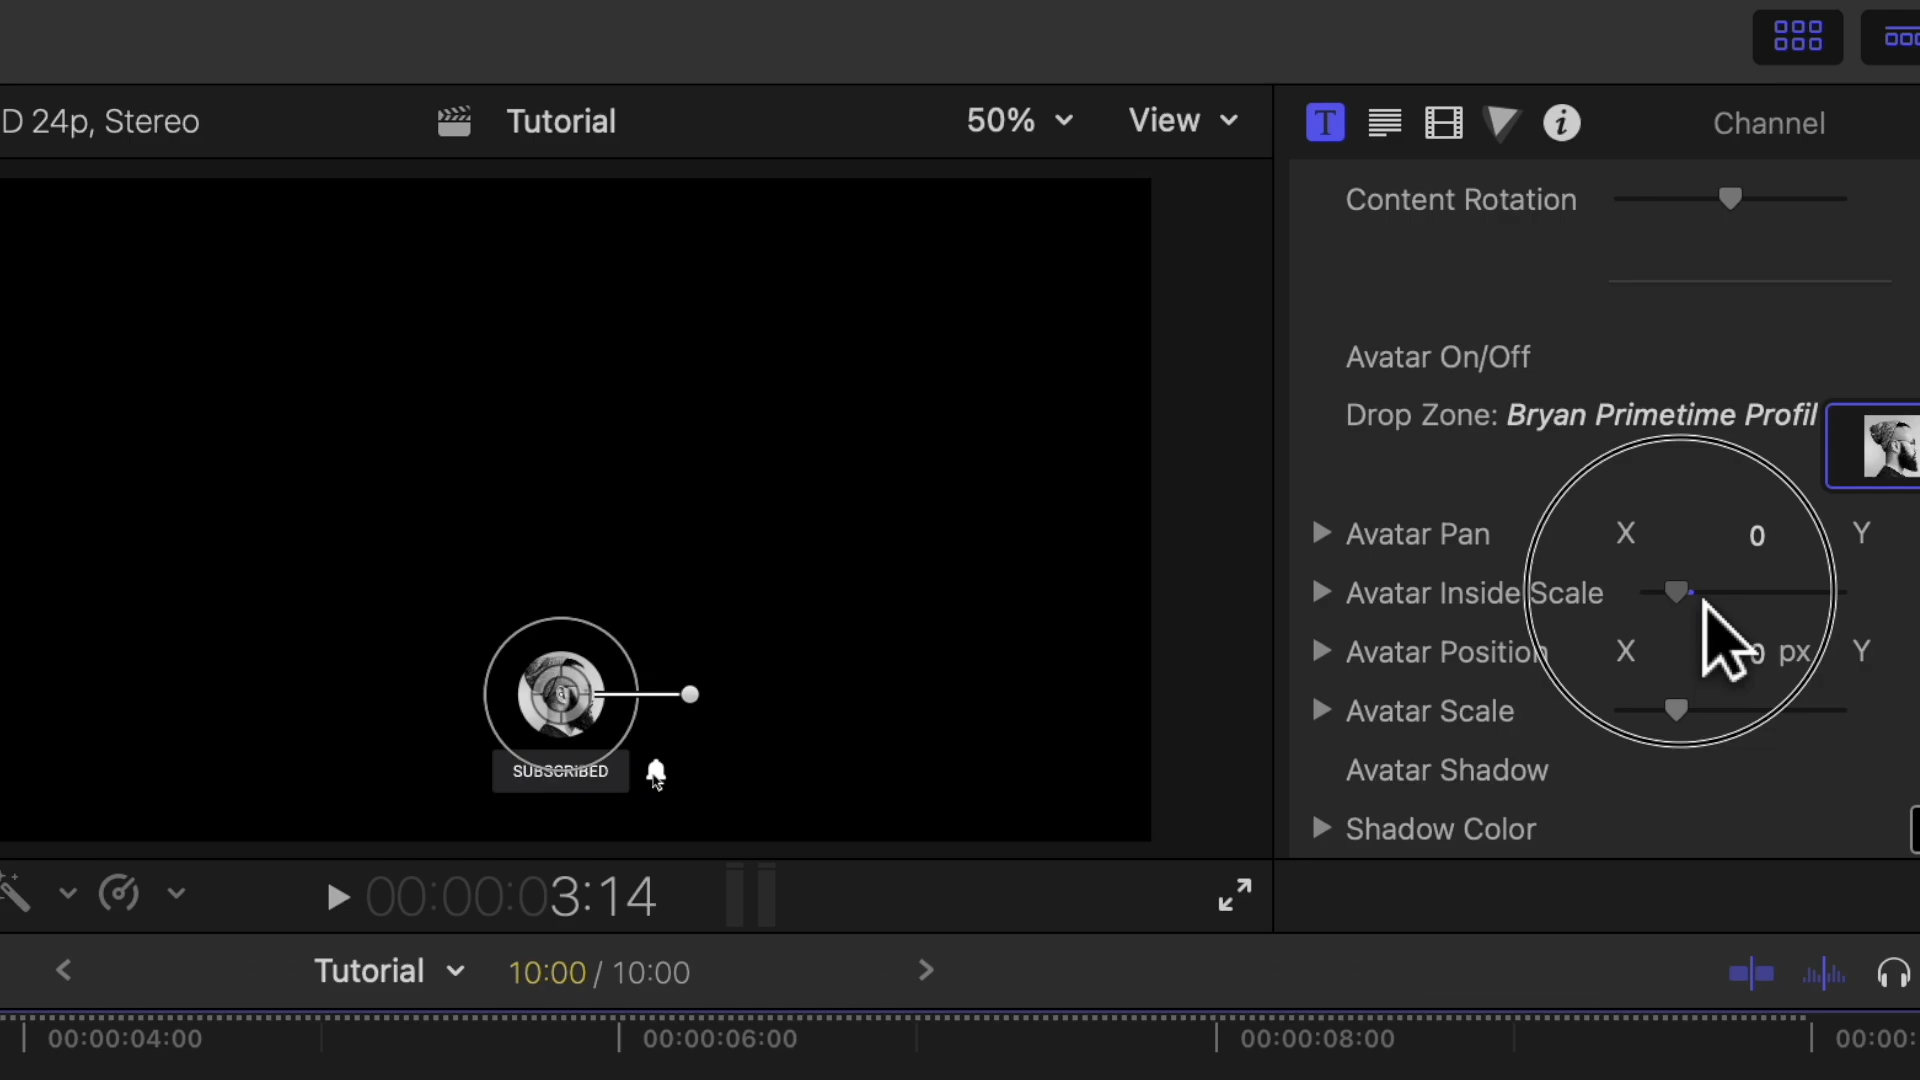 D 24p, Stereo
Tutorial
50%
View
T
i
Channel
Content Rotation
Avatar On/Off
Drop Zone: Bryan Primetime Profil
Avatar Pan X 0 Y
Avatar Inside Scale
Avatar Position X 0 px Y
Avatar Scale
Avatar Shadow
Shadow Color
SUBSCRIBED
00:00:03:14
Tutorial
10:00 / 10:00
00:00:04:00
00:00:06:00
00:00:08:00
00:00: